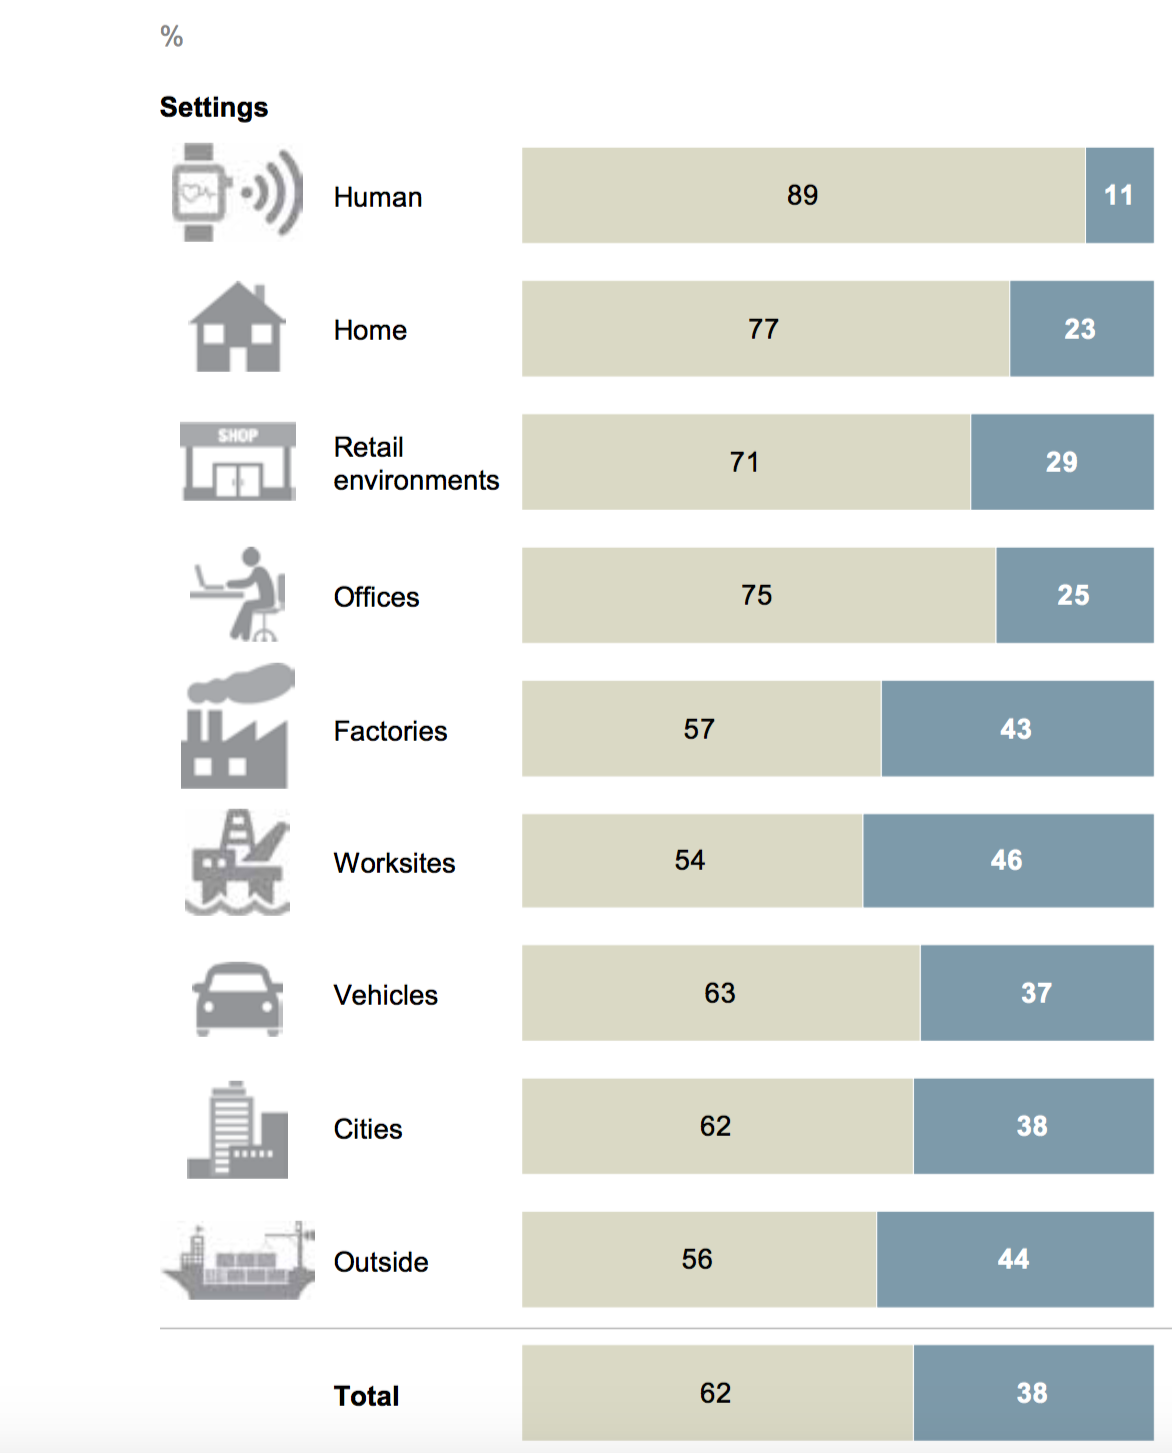 %
Settings
Human 89 11
Home 77 23
SHOP
Retail
environments 71 29
Offices 75 25
Factories 57 43
Worksites 54 46
Vehicles 63 37
Cities 62 38
Outside 56 44
Total 62 38